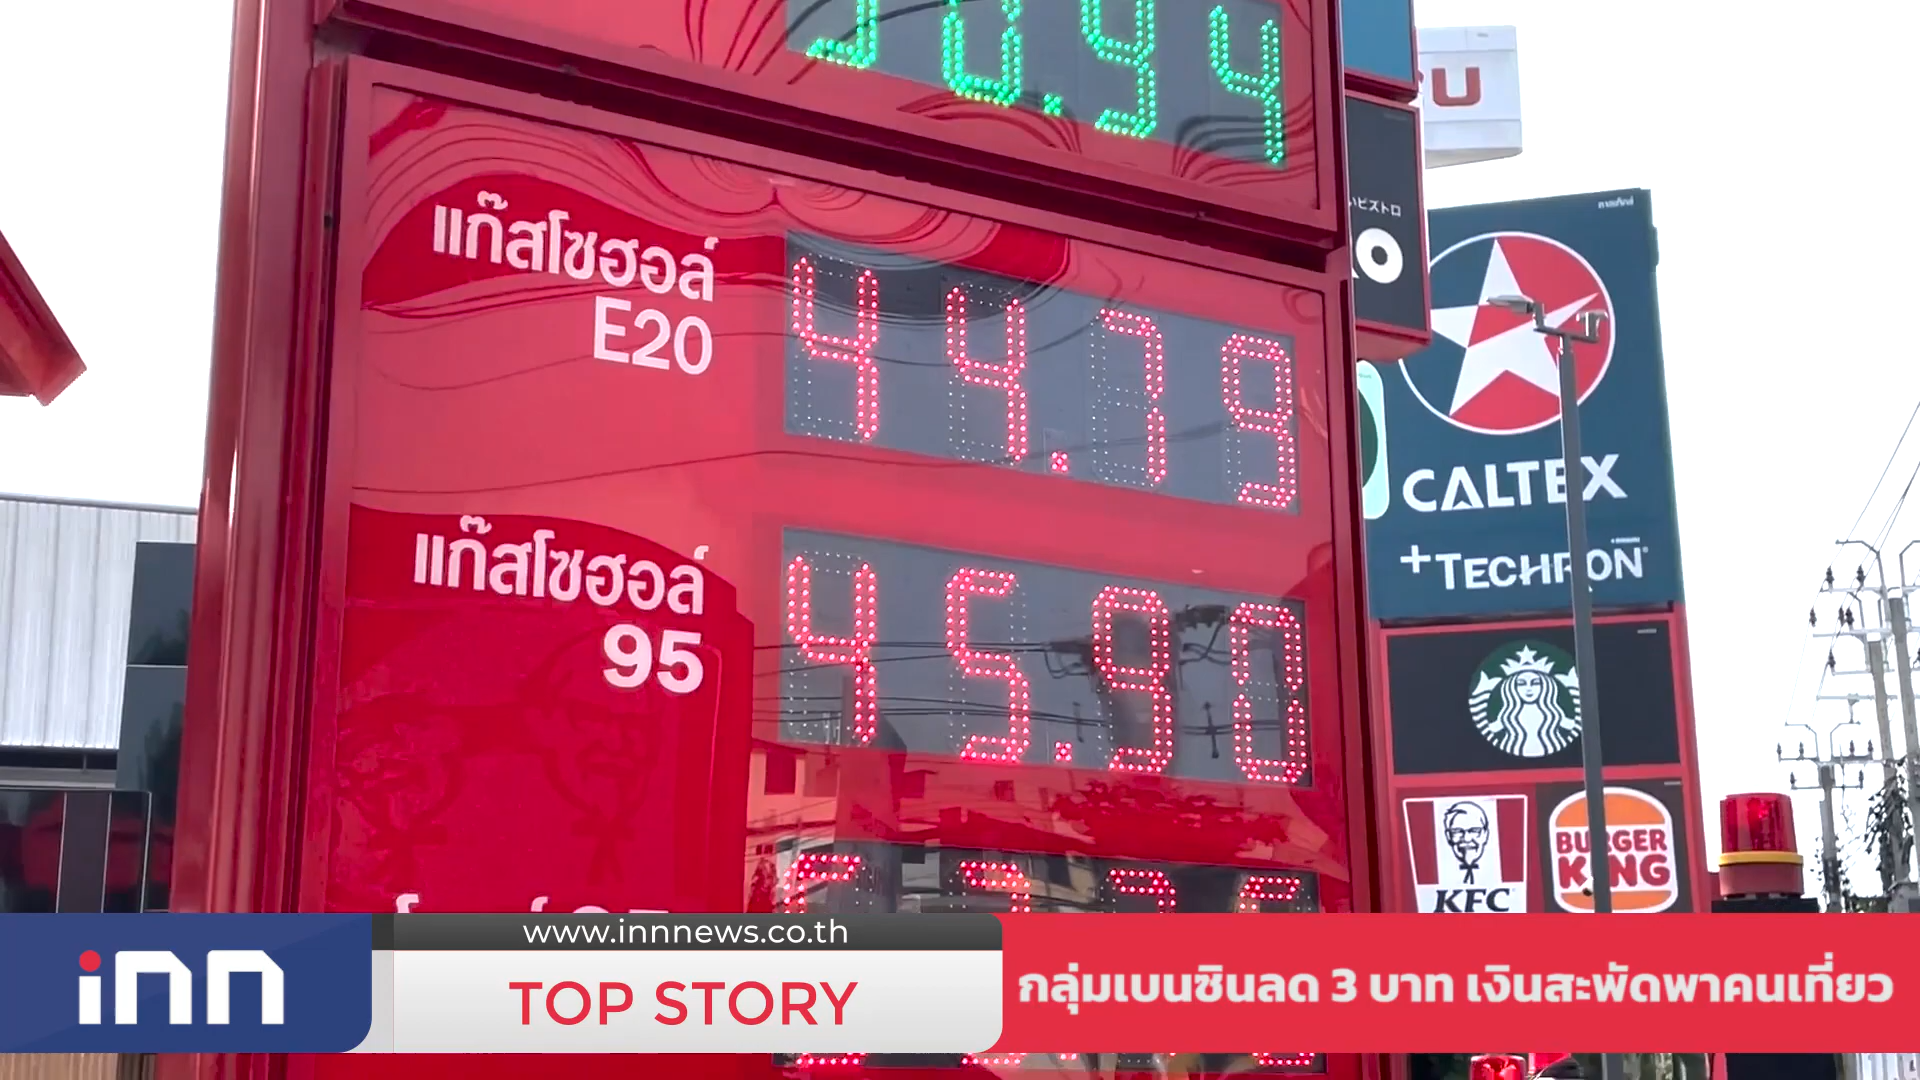 แก๊สโซฮอล์
E20
44.79
แก๊สโซฮอล์
95
45.90
CALTEX
+TECHRON
KFC
BURGER
KING
inn
www.innnews.co.th
TOP STORY
กลุ่มเบนซินลด 3 บาท เงินสะพัดพาคนเที่ยว